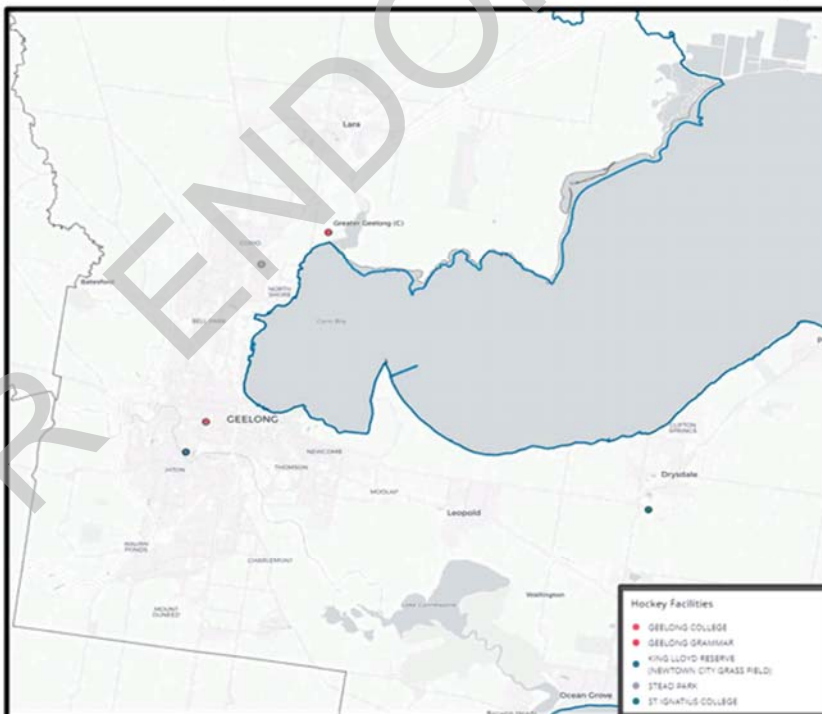 R ENDO
Lara
Greater Geelong (C)
CORIO
NORTH
SHORE
Batesford
BELL PARK
Corio Bay
GEELONG
CLIFTON
SPRINGS
NEWCOMB
THOMSON
Drysdale
MOOLAP
Leopold
WAURN
PONDS
CHARLEMONT
Wallington
MOUNT
DUNEED
Lake Connewarre
Ocean Grove
Hockey Facilities
GEELONG COLLEGE
GEELONG GRAMMAR
KING LLOYD RESERVE
(NEWTOWN CITY GRASS FIELD)
STEAD PARK
ST IGNATIUS COLLEGE